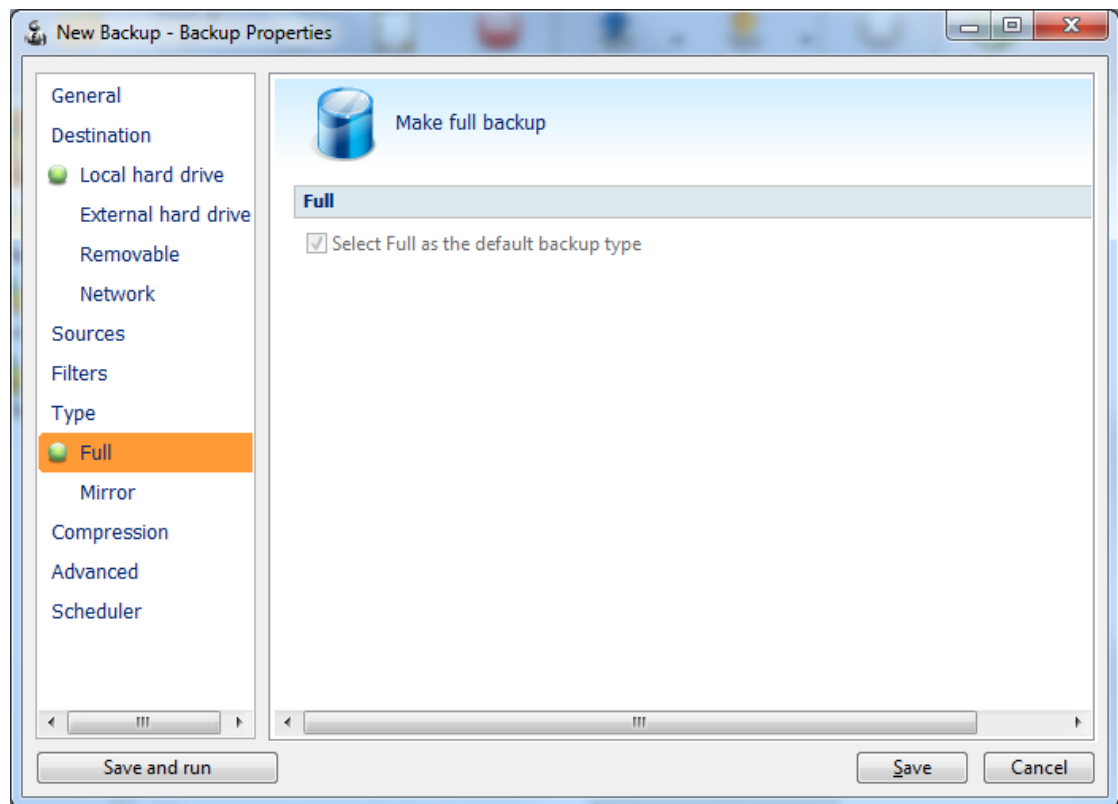 New Backup - Backup Properties
General
Destination
Local hard drive
External hard drive
Removable
Network
Sources
Filters
Type
Full
Mirror
Compression
Advanced
Scheduler
Make full backup
Full
Select Full as the default backup type
Save and run
Save
Cancel